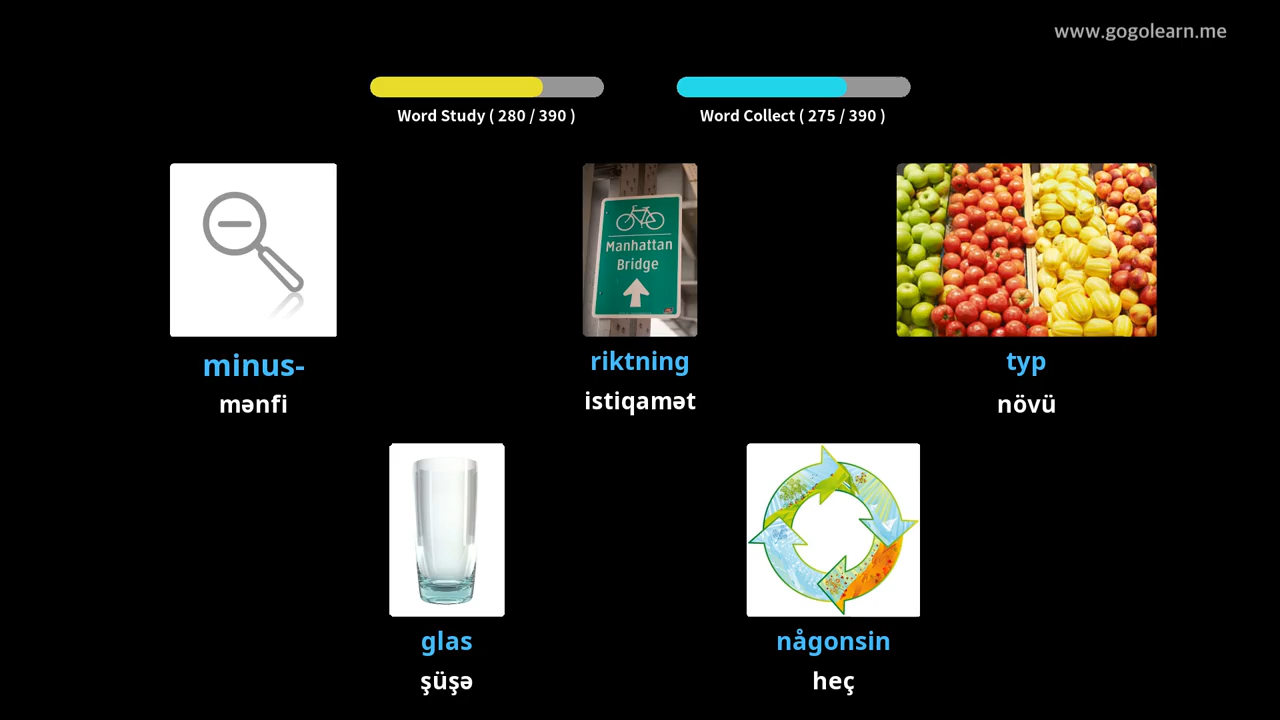 www.gogolearn.me
Word Study ( 280 / 390 )
Word Collect ( 275 / 390 )
Manhattan
Bridge
minus-
mənfi
riktning
istiqamət
typ
növü
glas
şüşə
någonsin
heç